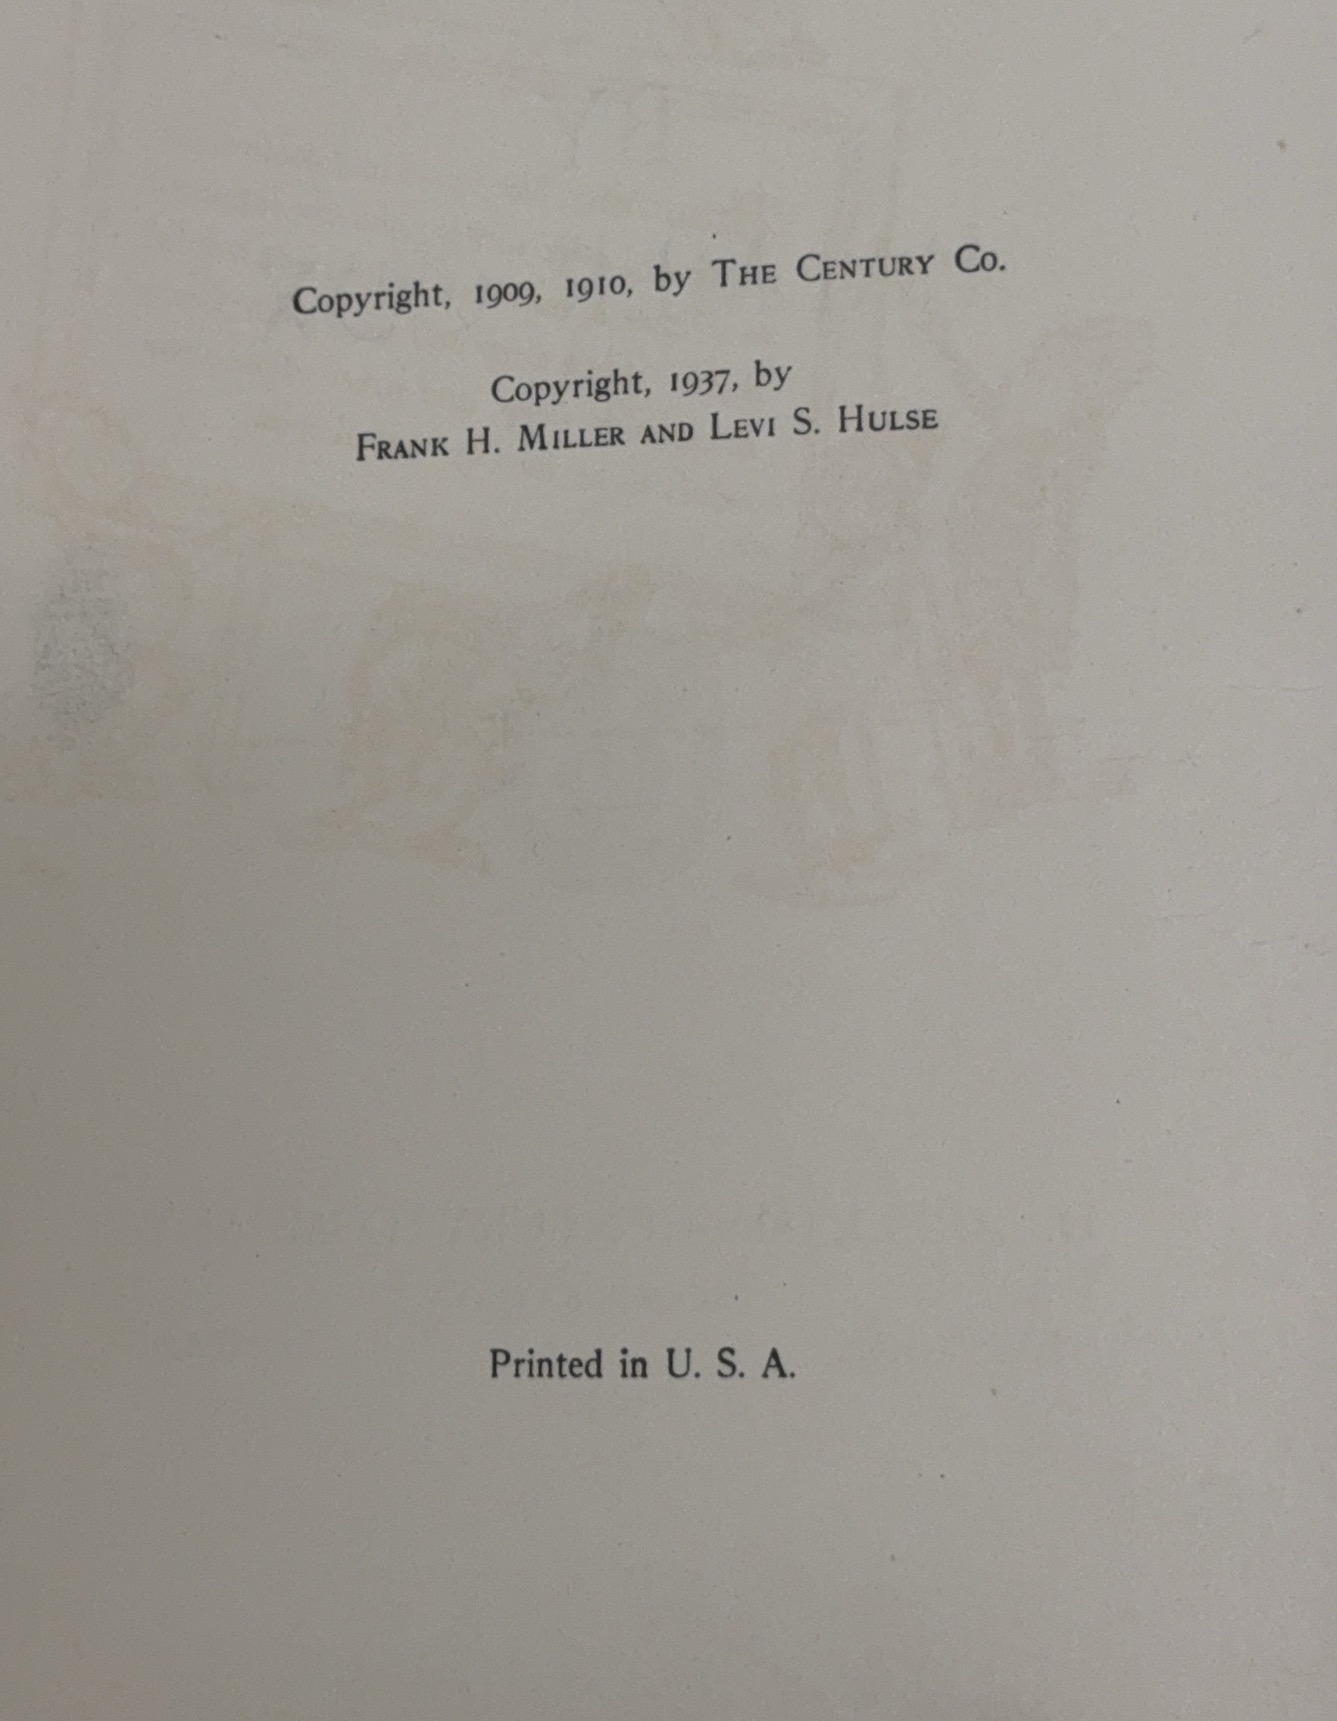 Copyright, 1909, 1910, by The Century Co.
Copyright, 1937, by
Frank H. Miller and Levi S. Hulse
Printed in U. S. A.